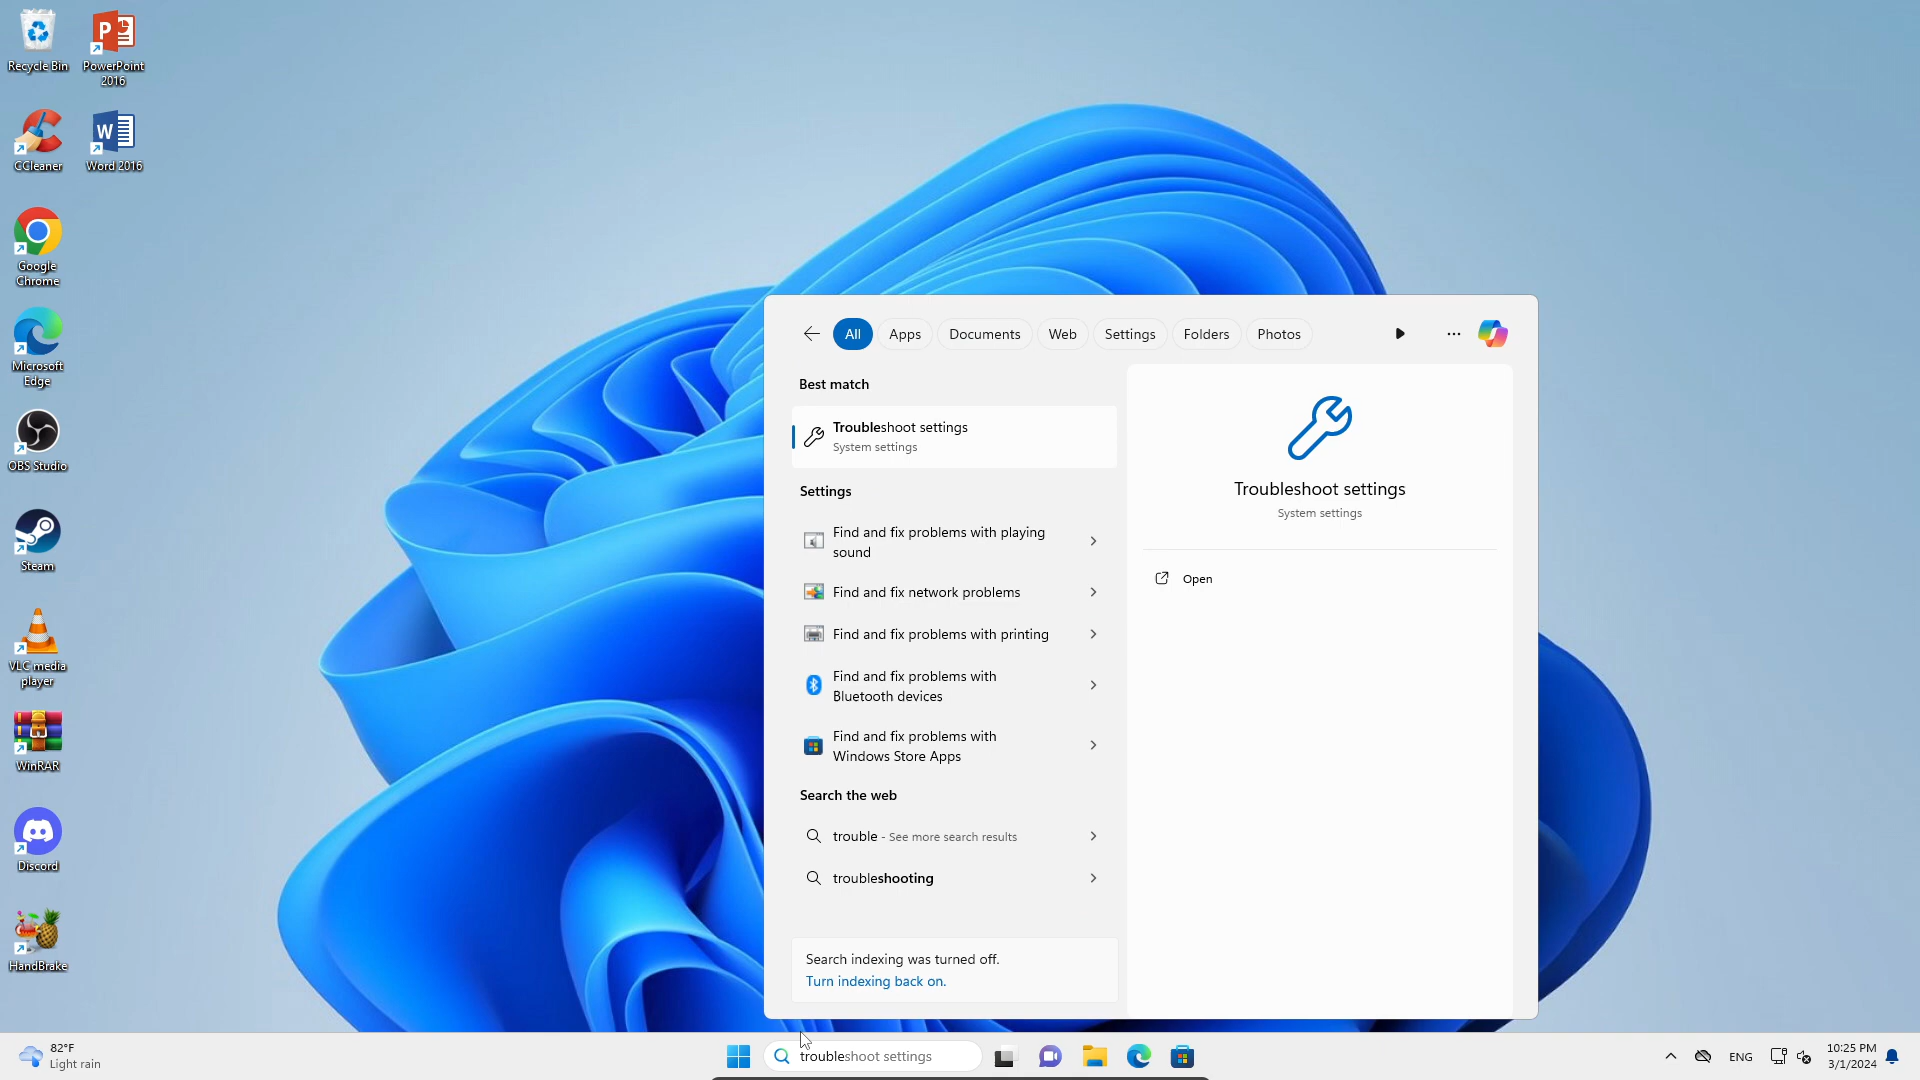 Recycle Bin
PowerPoint
2016
CCleaner
Word 2016
Google
Chrome
Microsoft
Edge
OBS Studio
Steam
VLC media
player
WinRAR
Discord
HandBrake
All
Apps
Documents
Web
Settings
Folders
Photos
Best match
Troubleshoot settings
System settings
Settings
Find and fix problems with playing
sound
Find and fix network problems
Find and fix problems with printing
Find and fix problems with
Bluetooth devices
Find and fix problems with
Windows Store Apps
Search the web
trouble - See more search results
troubleshooting
Search indexing was turned off.
Turn indexing back on.
Troubleshoot settings
System settings
Open
82°F
Light rain
troubleshoot settings
ENG
10:25 PM
3/1/2024